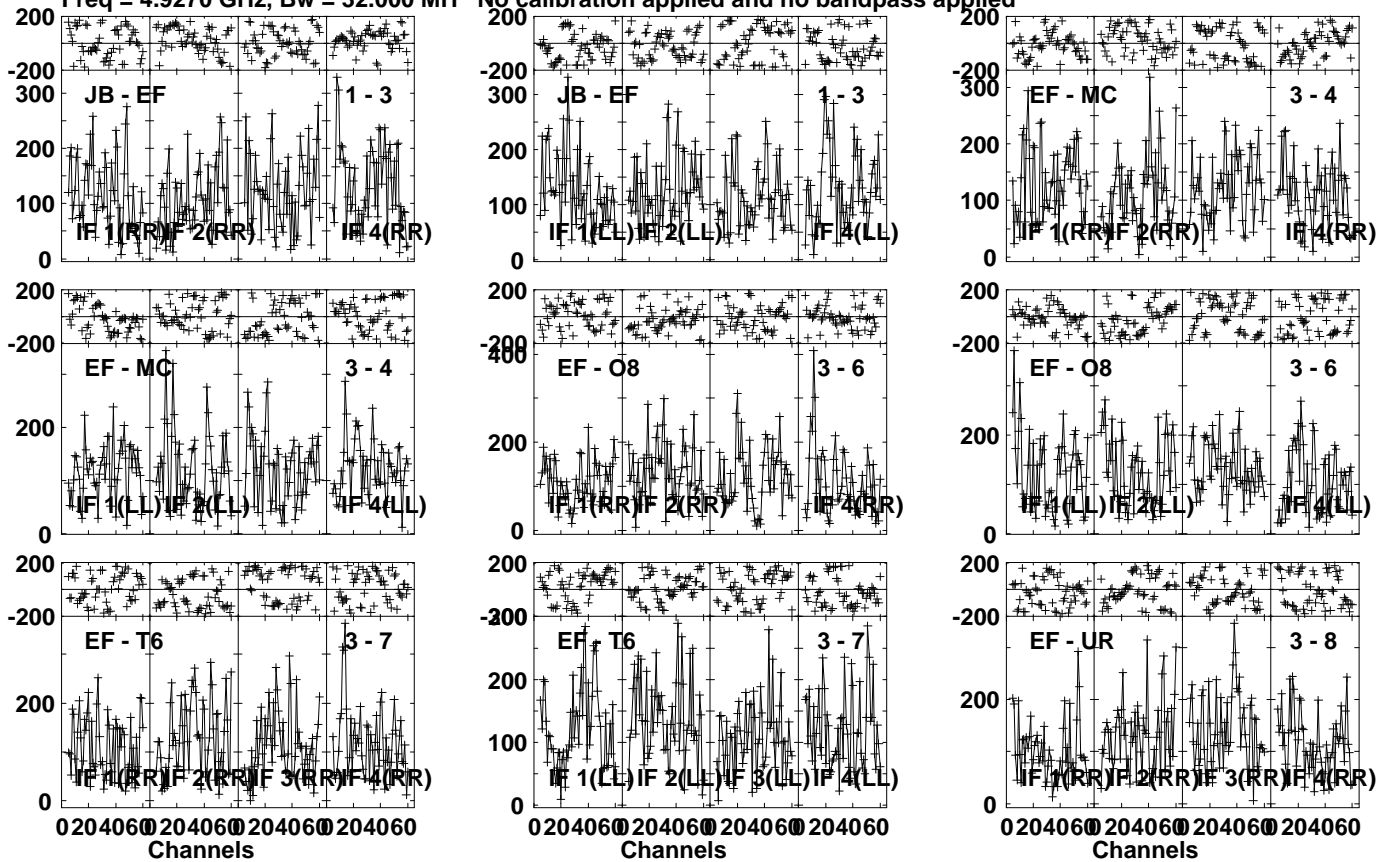 Freq = 4.9270 GHz, Bw = 32.000 MH No calibration applied and no bandpass applied
200
-200
300
200
100
0
JB - EF
1 - 3
IF 1(RR)
IF 2(RR)
IF 4(RR)
200
-200
300
200
100
0
JB - EF
1 - 3
IF 1(LL)
IF 2(LL)
IF 4(LL)
200
-200
300
200
100
0
EF - MC
3 - 4
IF 1(RR)
IF 2(RR)
IF 4(RR)
200
-200
200
0
EF - MC
3 - 4
IF 1(LL)
IF 2(LL)
IF 4(LL)
200
-200
400
200
0
EF - O8
3 - 6
IF 1(RR)
IF 2(RR)
IF 4(RR)
200
-200
200
0
EF - O8
3 - 6
IF 1(LL)
IF 2(LL)
IF 4(LL)
200
-200
200
0
EF - T6
3 - 7
IF 1(RR)
IF 2(RR)
IF 3(RR)
IF 4(RR)
0 20 40 60 0 20 40 60 0 20 40 60 0 20 40 60
Channels
200
-200
300
200
100
0
EF - T6
3 - 7
IF 1(LL)
IF 2(LL)
IF 3(LL)
IF 4(LL)
0 20 40 60 0 20 40 60 0 20 40 60 0 20 40 60
Channels
200
-200
200
0
EF - UR
3 - 8
IF 1(RR)
IF 2(RR)
IF 3(RR)
IF 4(RR)
0 20 40 60 0 20 40 60 0 20 40 60 0 20 40 60
Channels